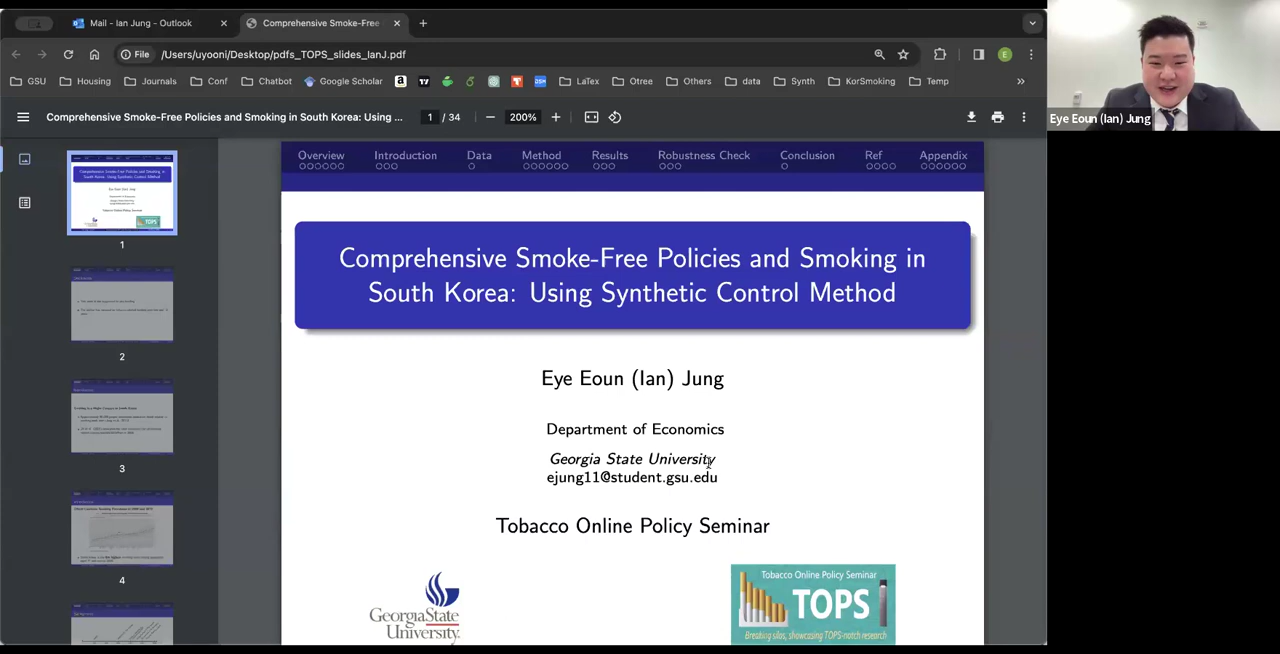 Mail - Ian Jung - Outlook
Comprehensive Smoke-Free
File
/Users/uyooni/Desktop/pdfs_TOPS_slides_IanJ.pdf
E
GSU
Housing
Journals
Conf
Chatbot
Google Scholar
LaTex
Otree
Others
data
Synth
KorSmoking
Temp
Comprehensive Smoke-Free Policies and Smoking in South Korea: Using ...
1 / 34
200%
Overview
Introduction
Data
Method
Results
Robustness Check
Conclusion
Ref
Appendix
Comprehensive Smoke-Free Policies and Smoking in
South Korea: Using Synthetic Control Method
Eye Eoun (Ian) Jung
Department of Economics
Georgia State University
ejung11@student.gsu.edu
Tobacco Online Policy Seminar
GeorgiaState
University.
Tobacco Online Policy Seminar
TOPS
Breating silos, showcasing TOPS-notch research
1
2
3
4
Eye Eoun (Ian) Jung